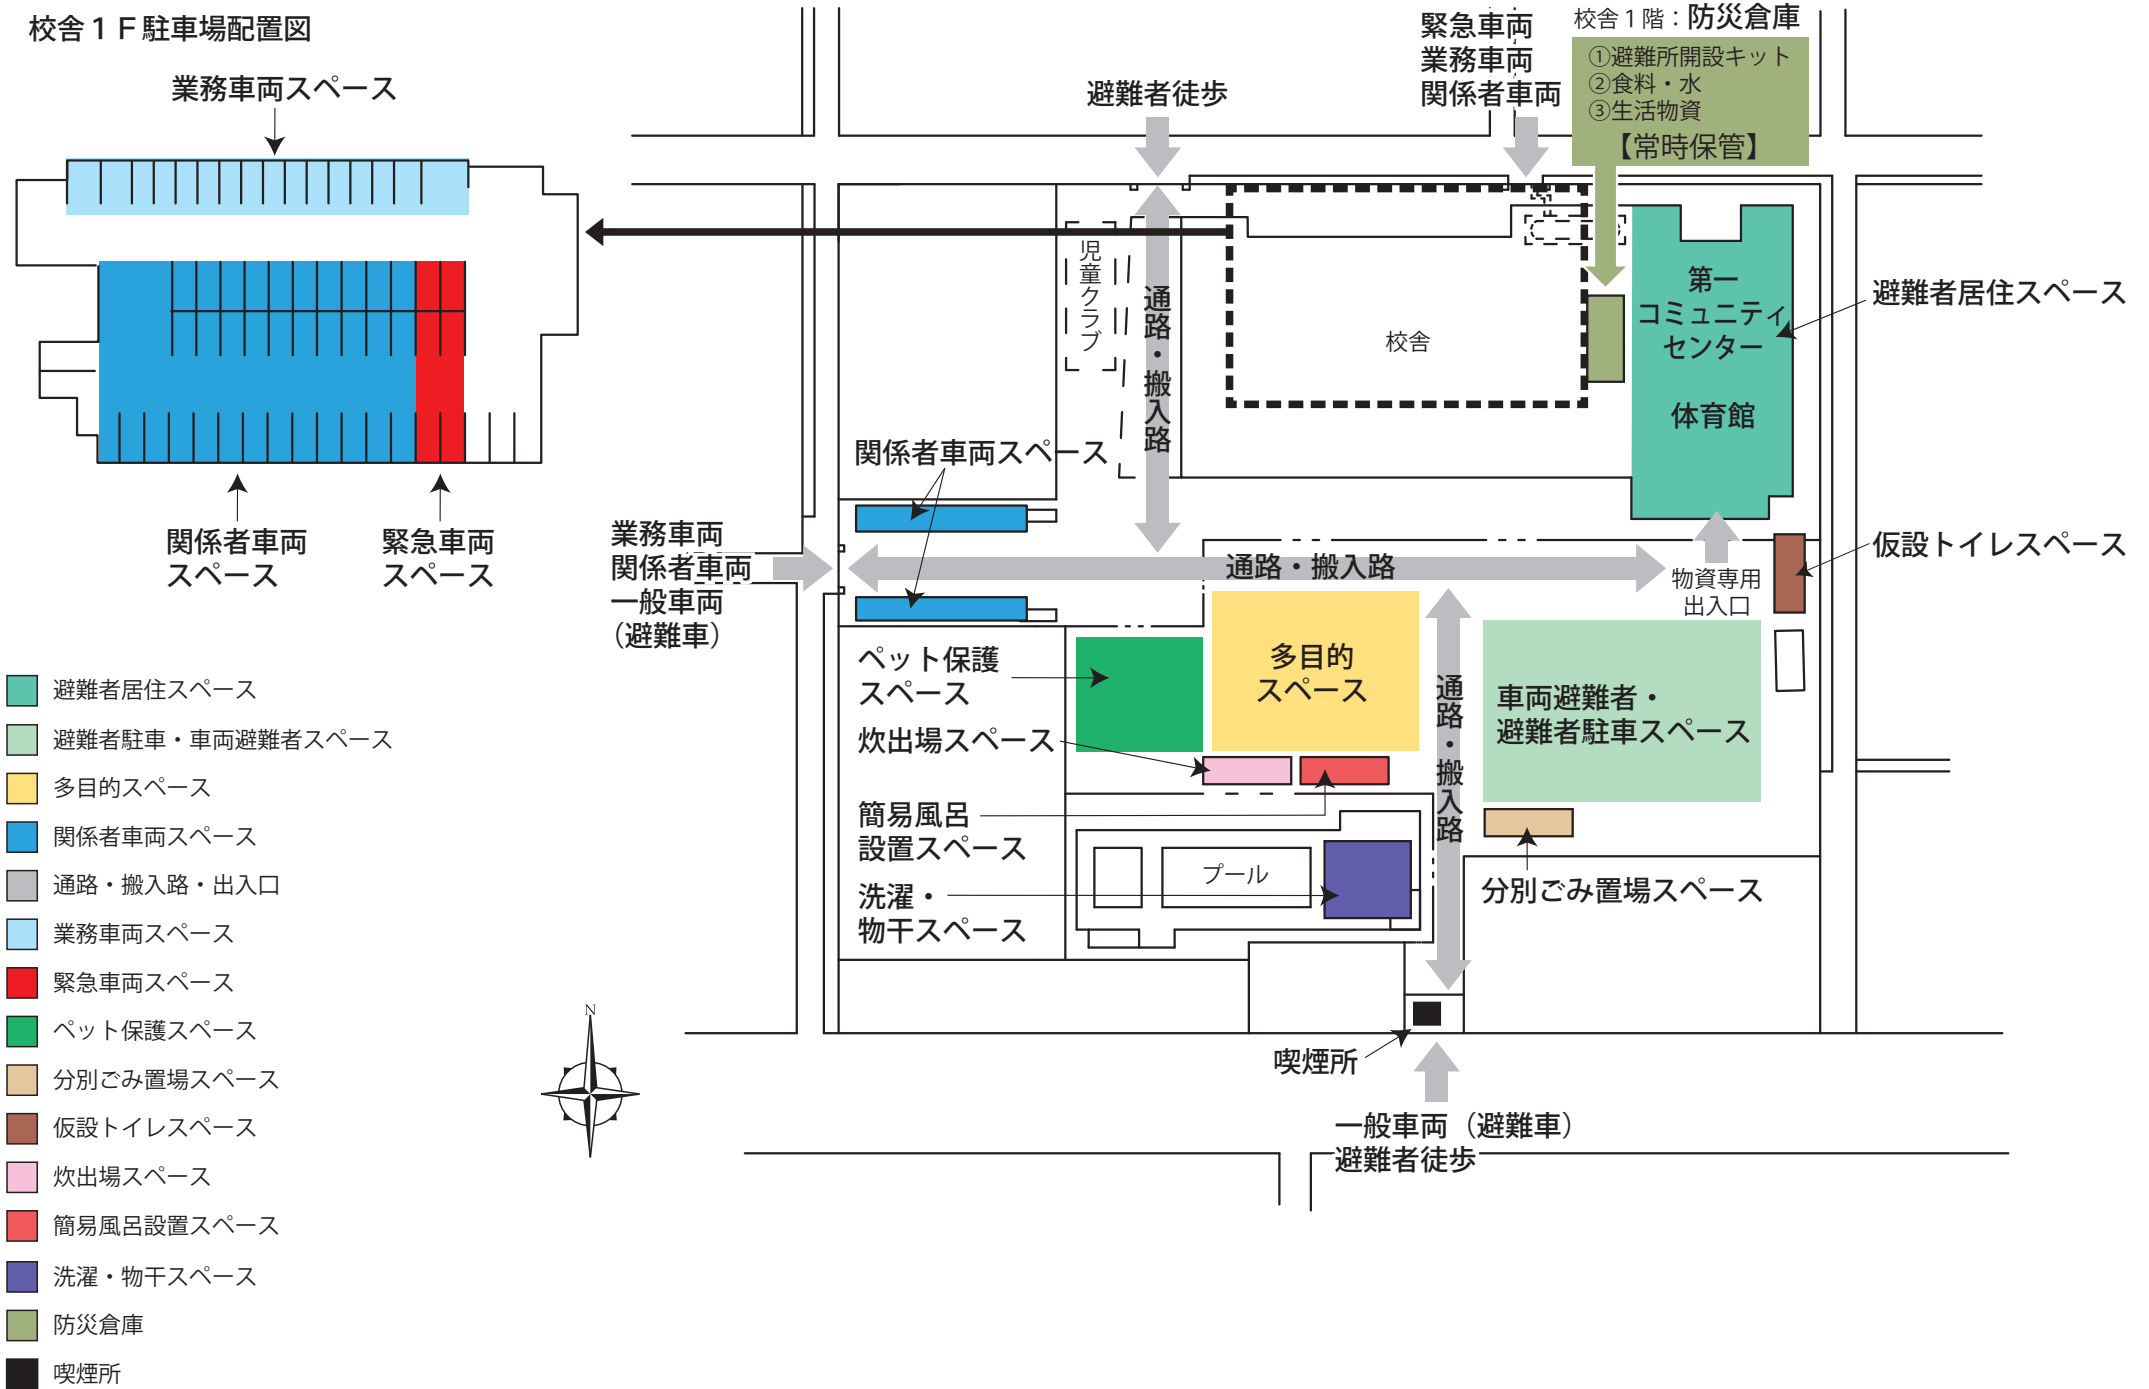 校舎１Ｆ駐車場配置図
業務車両スペース
関係者車両
スペース
緊急車両
スペース
避難者徒歩
緊急車両
業務車両
関係者車両
校舎１階：防災倉庫
①避難所開設キット
②食料・水
③生活物資
【常時保管】
児童クラブ
通路・搬入路
校舎
第一
コミュニティ
センター
体育館
避難者居住スペース
関係者車両スペース
業務車両
関係者車両
一般車両
（避難車）
通路・搬入路
物資専用
出入口
仮設トイレスペース
ペット保護
スペース
多目的
スペース
通路・搬入路
車両避難者・
避難者駐車スペース
炊出場スペース
簡易風呂
設置スペース
プール
洗濯・
物干スペース
分別ごみ置場スペース
喫煙所
一般車両（避難車）
避難者徒歩
N
避難者居住スペース
避難者駐車・車両避難者スペース
多目的スペース
関係者車両スペース
通路・搬入路・出入口
業務車両スペース
緊急車両スペース
ペット保護スペース
分別ごみ置場スペース
仮設トイレスペース
炊出場スペース
簡易風呂設置スペース
洗濯・物干スペース
防災倉庫
喫煙所